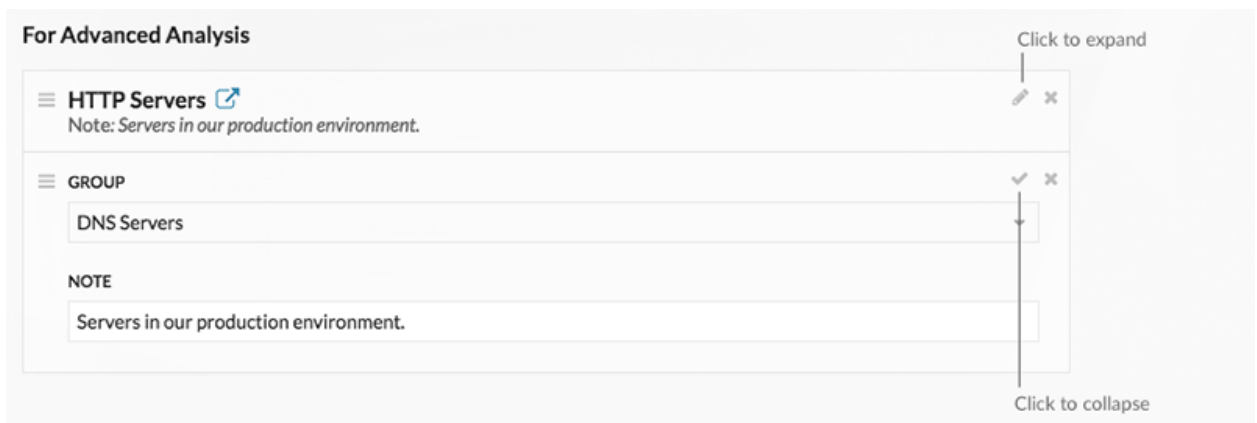 For Advanced Analysis
Click to expand
HTTP Servers
Note: Servers in our production environment.
GROUP
DNS Servers
NOTE
Servers in our production environment.
Click to collapse